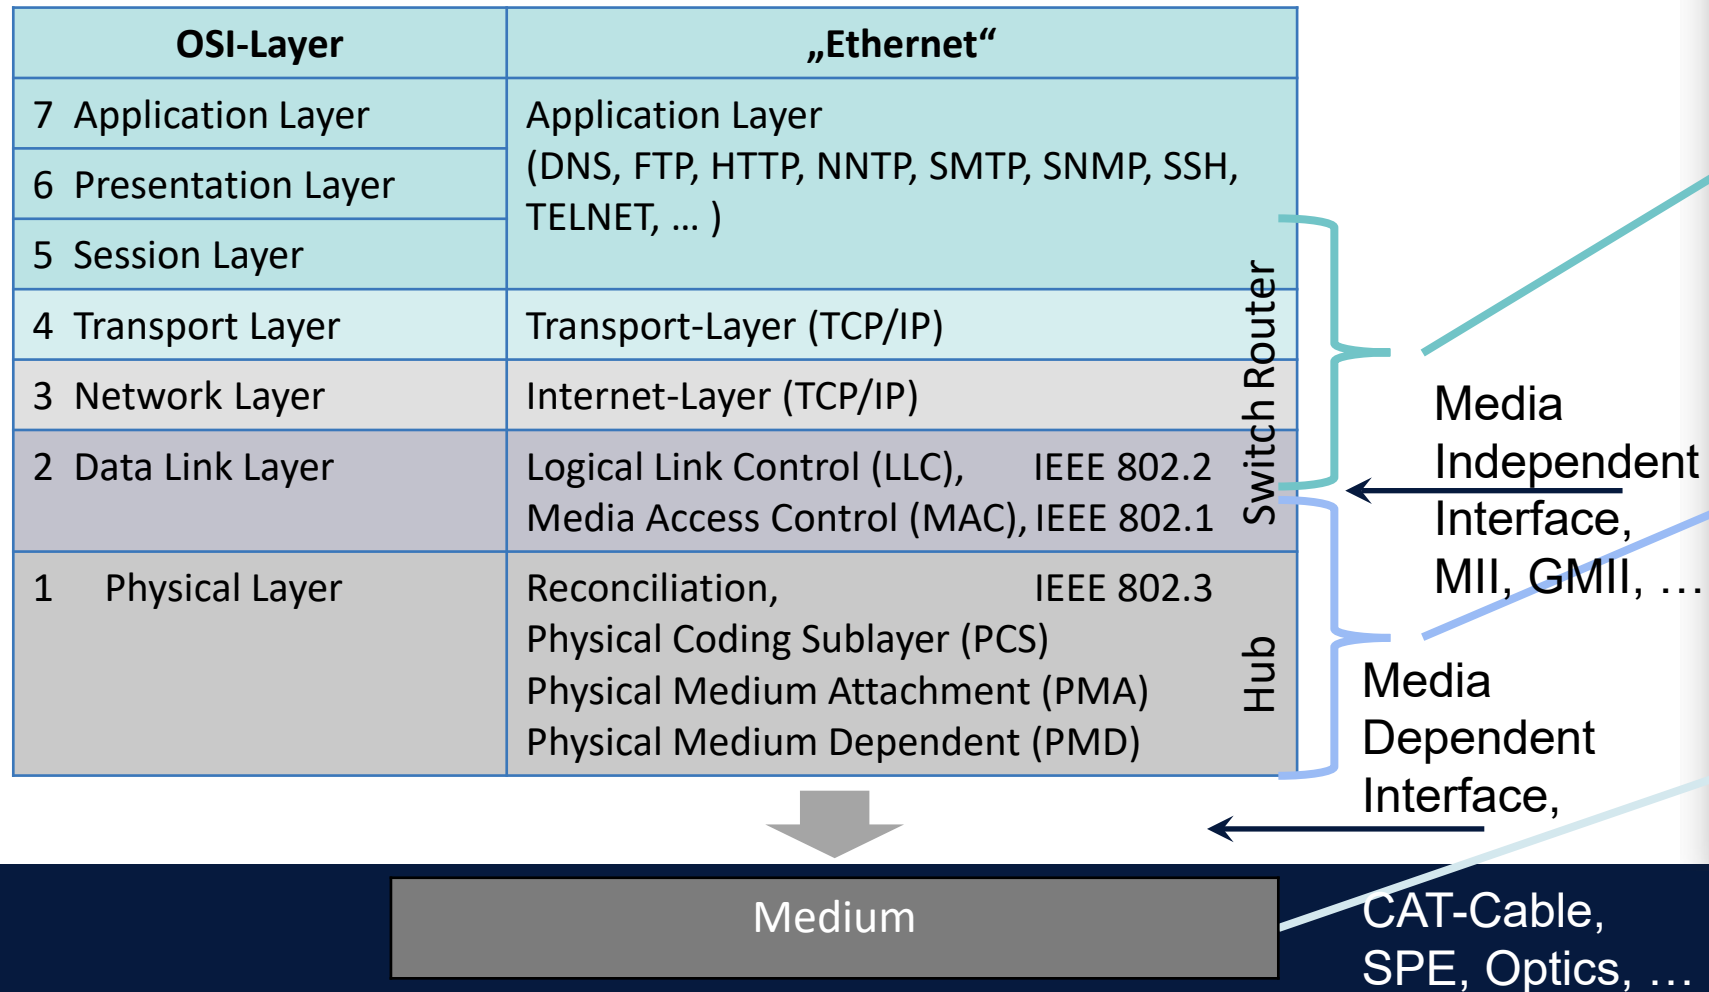 OSI-Layer
„Ethernet“
7 Application Layer
6 Presentation Layer
5 Session Layer
Application Layer
(DNS, FTP, HTTP, NNTP, SMTP, SNMP, SSH,
TELNET, … )
4 Transport Layer
Transport-Layer (TCP/IP)
3 Network Layer
Internet-Layer (TCP/IP)
2 Data Link Layer
Logical Link Control (LLC), IEEE 802.2
Media Access Control (MAC), IEEE 802.1
1 Physical Layer
Reconciliation, IEEE 802.3
Physical Coding Sublayer (PCS)
Physical Medium Attachment (PMA)
Physical Medium Dependent (PMD)
Router
Switch
Hub
Media
Independent
Interface,
MII, GMII, …
Media
Dependent
Interface,
Medium
CAT-Cable,
SPE, Optics, …